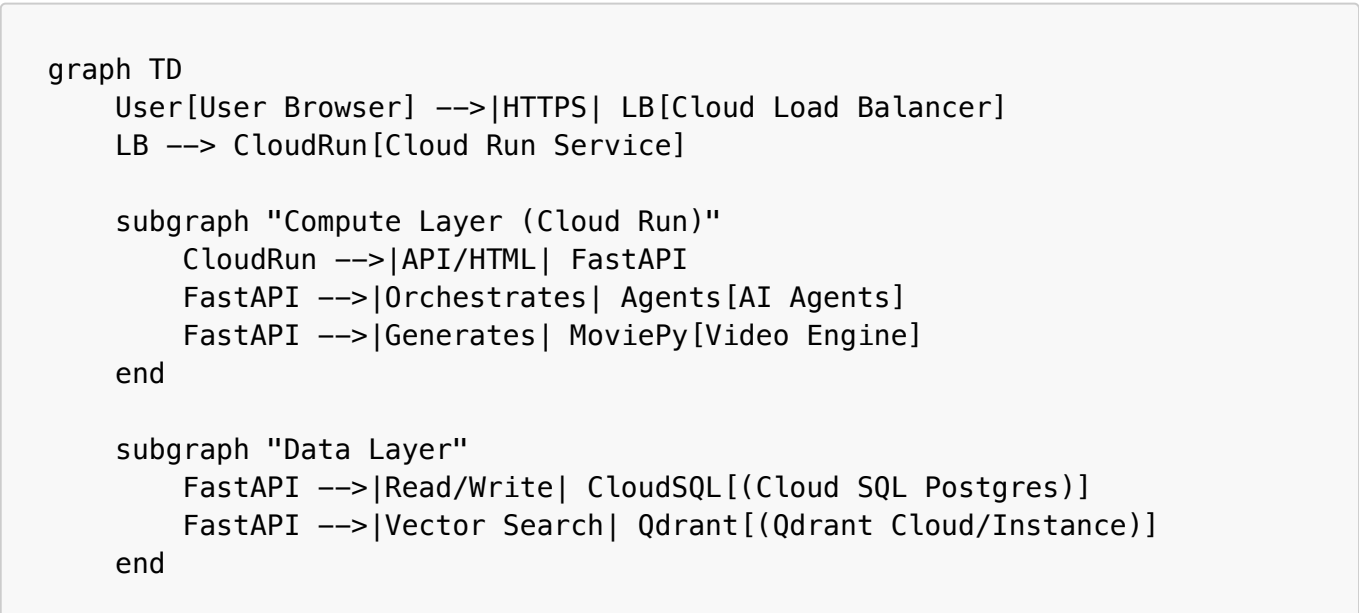 graph TD
    User[User Browser] -->|HTTPS| LB[Cloud Load Balancer]
    LB --> CloudRun[Cloud Run Service]

    subgraph "Compute Layer (Cloud Run)"
        CloudRun -->|API/HTML| FastAPI
        FastAPI -->|Orchestrates| Agents[AI Agents]
        FastAPI -->|Generates| MoviePy[Video Engine]
    end

    subgraph "Data Layer"
        FastAPI -->|Read/Write| CloudSQL[(Cloud SQL Postgres)]
        FastAPI -->|Vector Search| Qdrant[(Qdrant Cloud/Instance)]
    end